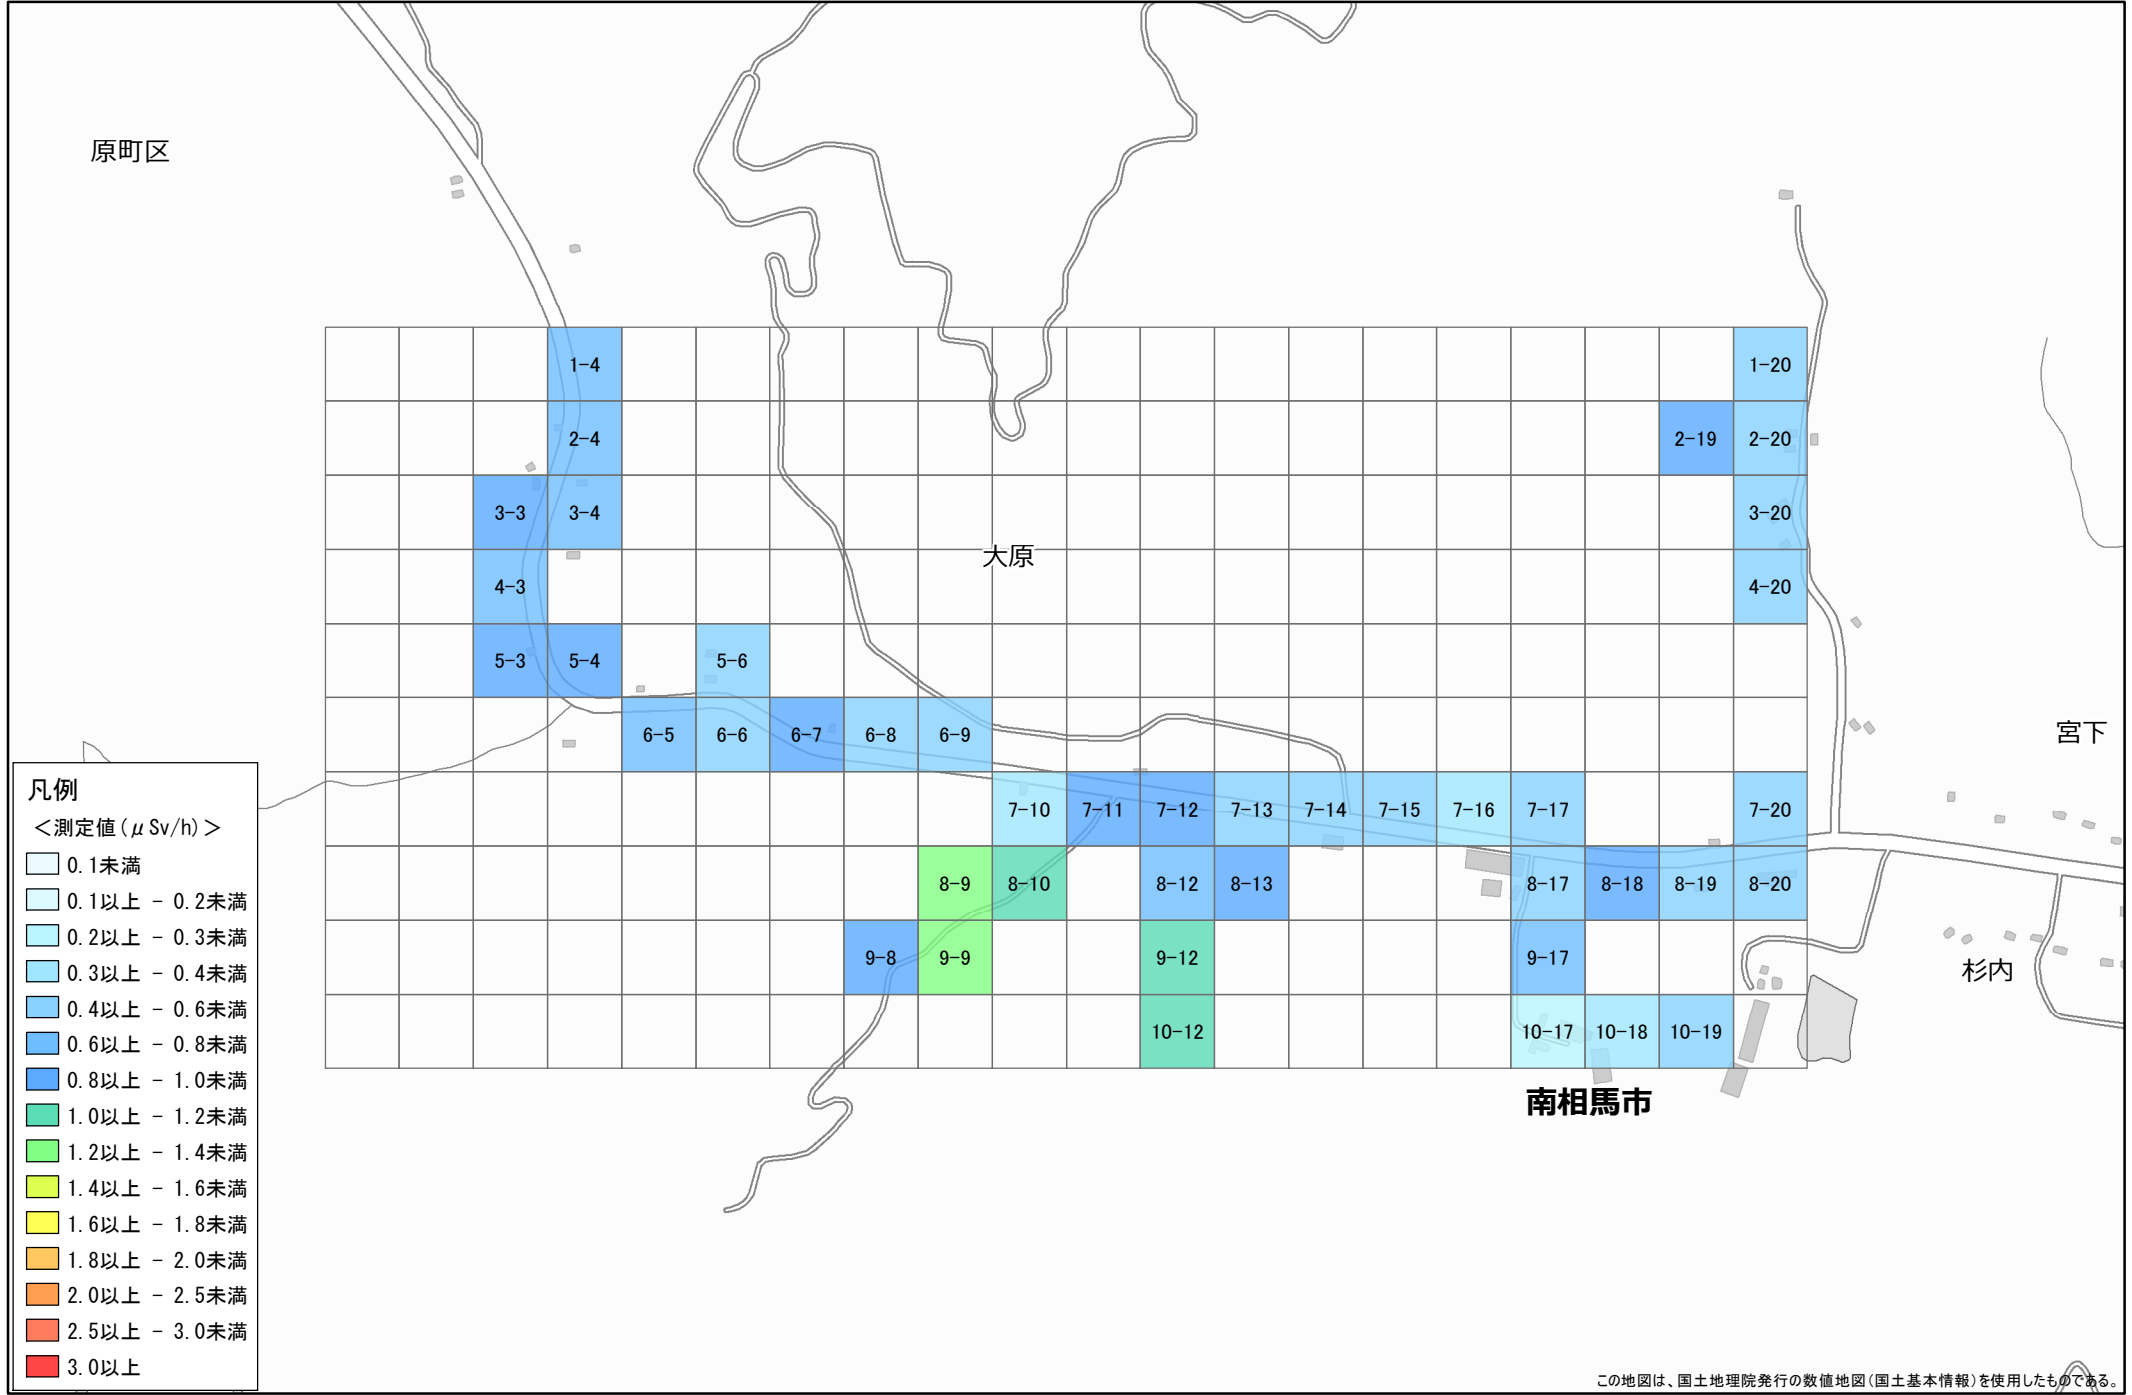 原町区
1-4
1-20
2-4
2-19
2-20
3-3
3-4
3-20
大原
4-3
4-20
5-3
5-4
5-6
6-5
6-6
6-7
6-8
6-9
宮下
7-10
7-11
7-12
7-13
7-14
7-15
7-16
7-17
7-20
8-9
8-10
8-12
8-13
8-17
8-18
8-19
8-20
9-8
9-9
9-12
9-17
杉内
10-12
10-17
10-18
10-19
南相馬市
凡例
＜測定値(μSv/h)＞
0.1未満
0.1以上 - 0.2未満
0.2以上 - 0.3未満
0.3以上 - 0.4未満
0.4以上 - 0.6未満
0.6以上 - 0.8未満
0.8以上 - 1.0未満
1.0以上 - 1.2未満
1.2以上 - 1.4未満
1.4以上 - 1.6未満
1.6以上 - 1.8未満
1.8以上 - 2.0未満
2.0以上 - 2.5未満
2.5以上 - 3.0未満
3.0以上
この地図は、国土地理院発行の数値地図(国土基本情報)を使用したものである。